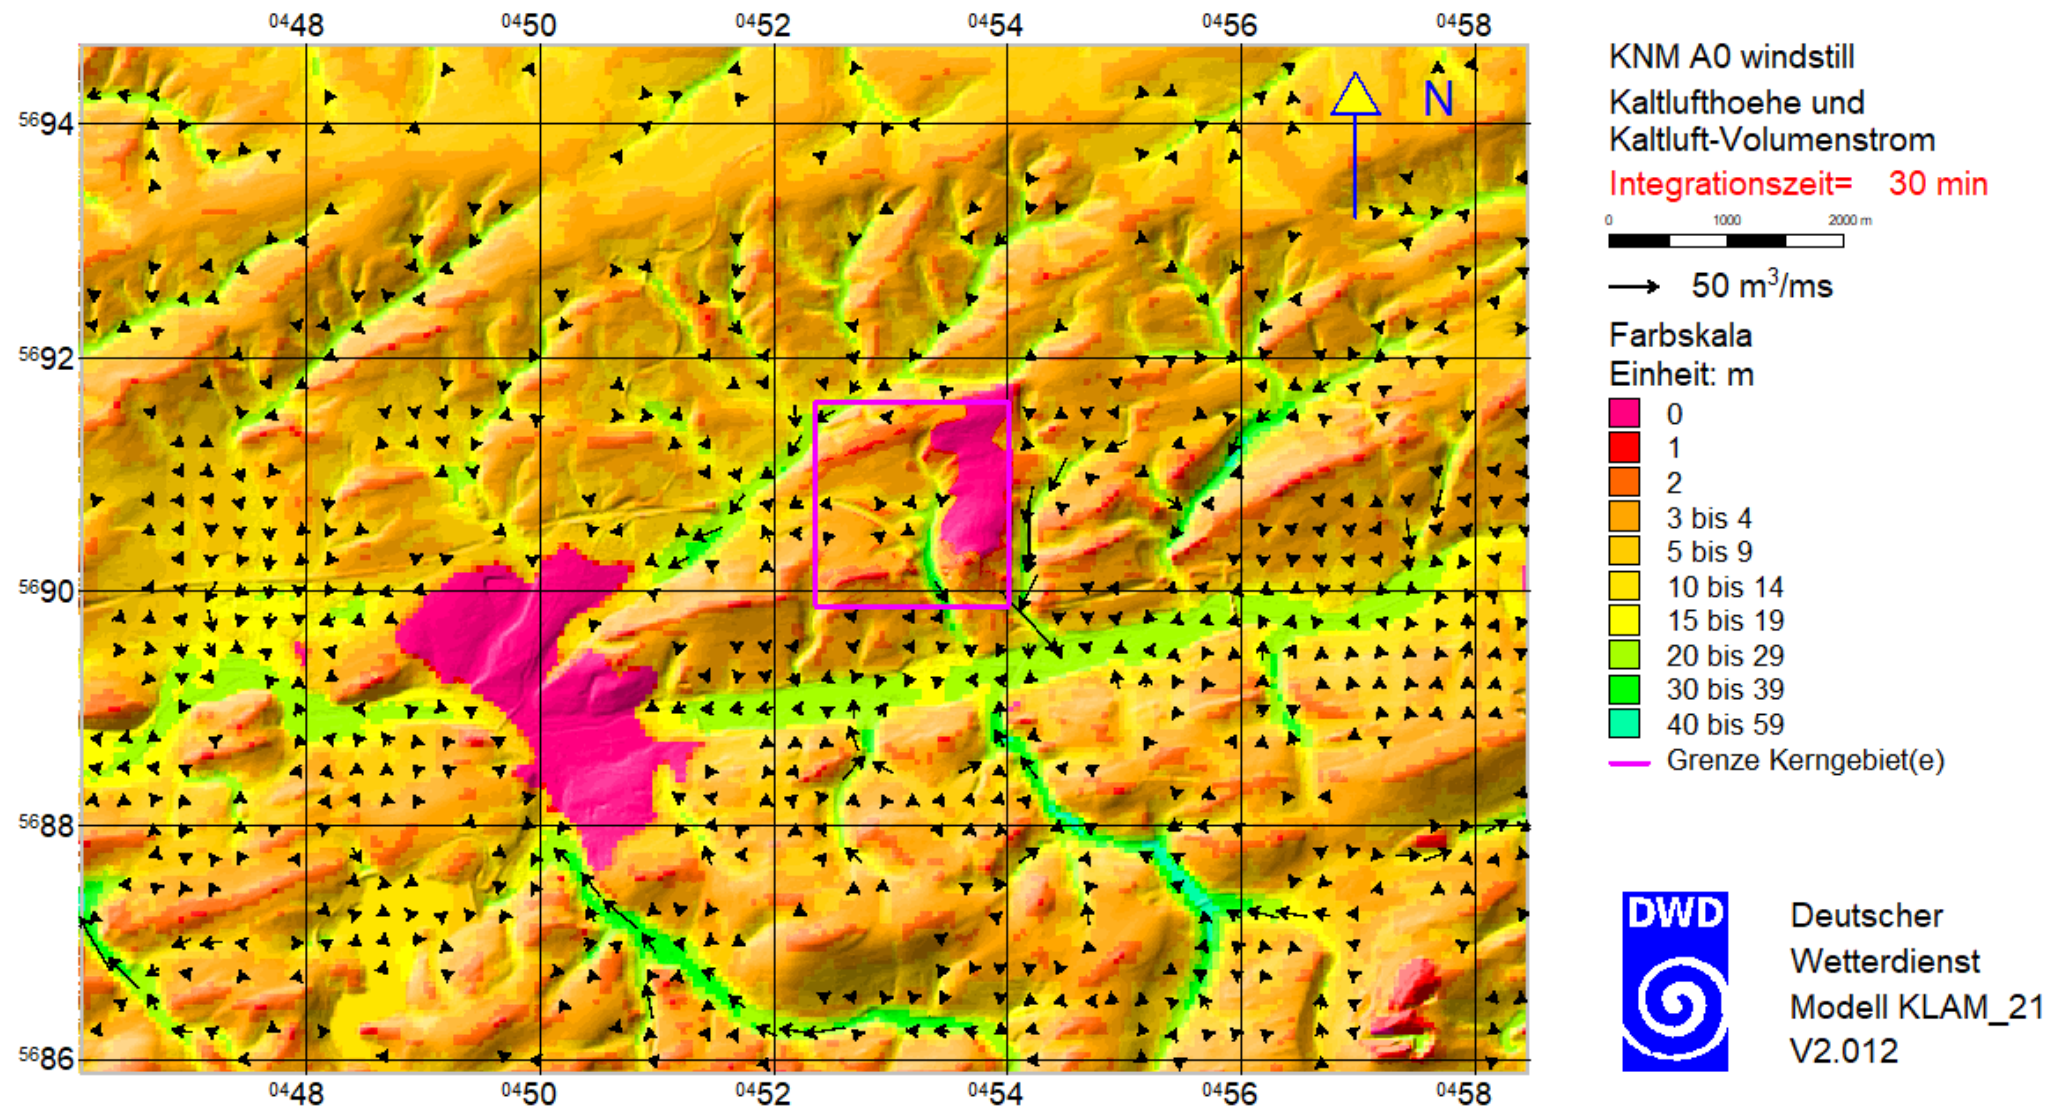 0448 0450 0452 0454 0456 0458
5694
5692
5690
5688
5686
0448 0450 0452 0454 0456 0458
N
KNM A0 windstill
Kaltlufthoehe und
Kaltluft-Volumenstrom
Integrationszeit= 30 min
0 1000 2000 m
50 m³/ms
Farbskala
Einheit: m
0
1
2
3 bis 4
5 bis 9
10 bis 14
15 bis 19
20 bis 29
30 bis 39
40 bis 59
Grenze Kerngebiet(e)
DWD
Deutscher
Wetterdienst
Modell KLAM_21
V2.012